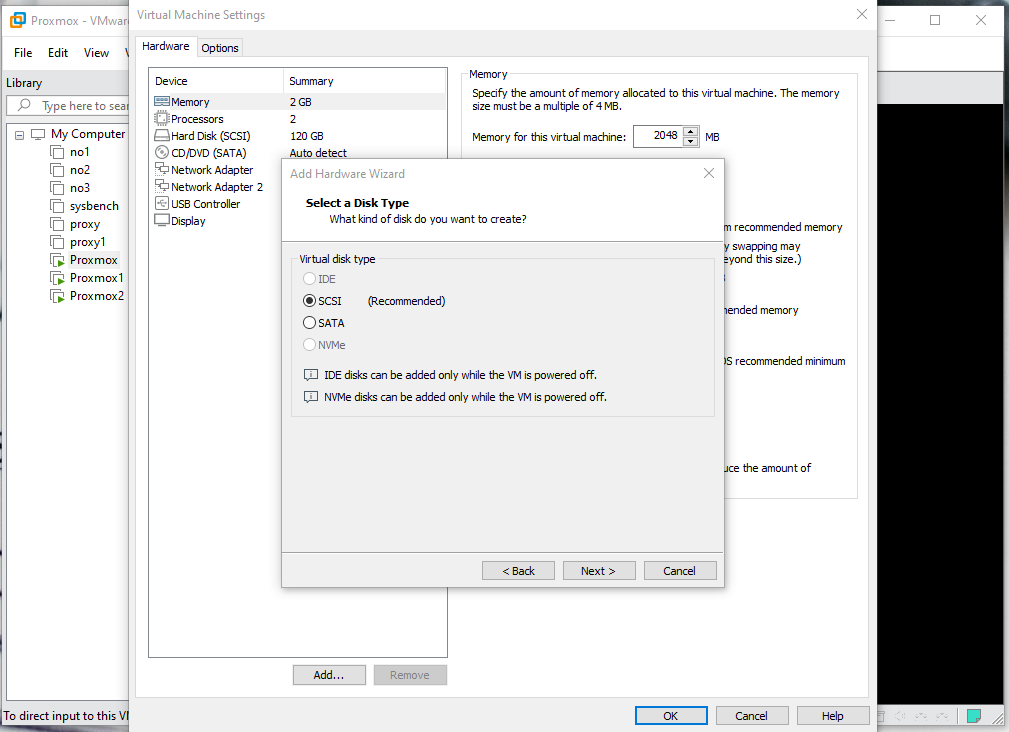 Proxmox - VMware
Virtual Machine Settings
File Edit View
Hardware Options
Library
Type here to sear
My Computer
no1
no2
no3
sysbench
proxy
proxy1
Proxmox
Proxmox1
Proxmox2
Device Summary
Memory 2 GB
Processors 2
Hard Disk (SCSI) 120 GB
CD/DVD (SATA) Auto detect
Network Adapter
Network Adapter 2
USB Controller
Display
Memory
Specify the amount of memory allocated to this virtual machine. The memory
size must be a multiple of 4 MB.
Memory for this virtual machine: 2048 MB
recommended memory
swapping may
eyond this size.)
ended memory
OS recommended minimum
uce the amount of
Add Hardware Wizard
Select a Disk Type
What kind of disk do you want to create?
Virtual disk type
IDE
SCSI (Recommended)
SATA
NVMe
IDE disks can be added only while the VM is powered off.
NVMe disks can be added only while the VM is powered off.
< Back Next > Cancel
Add... Remove
OK Cancel Help
To direct input to this VM